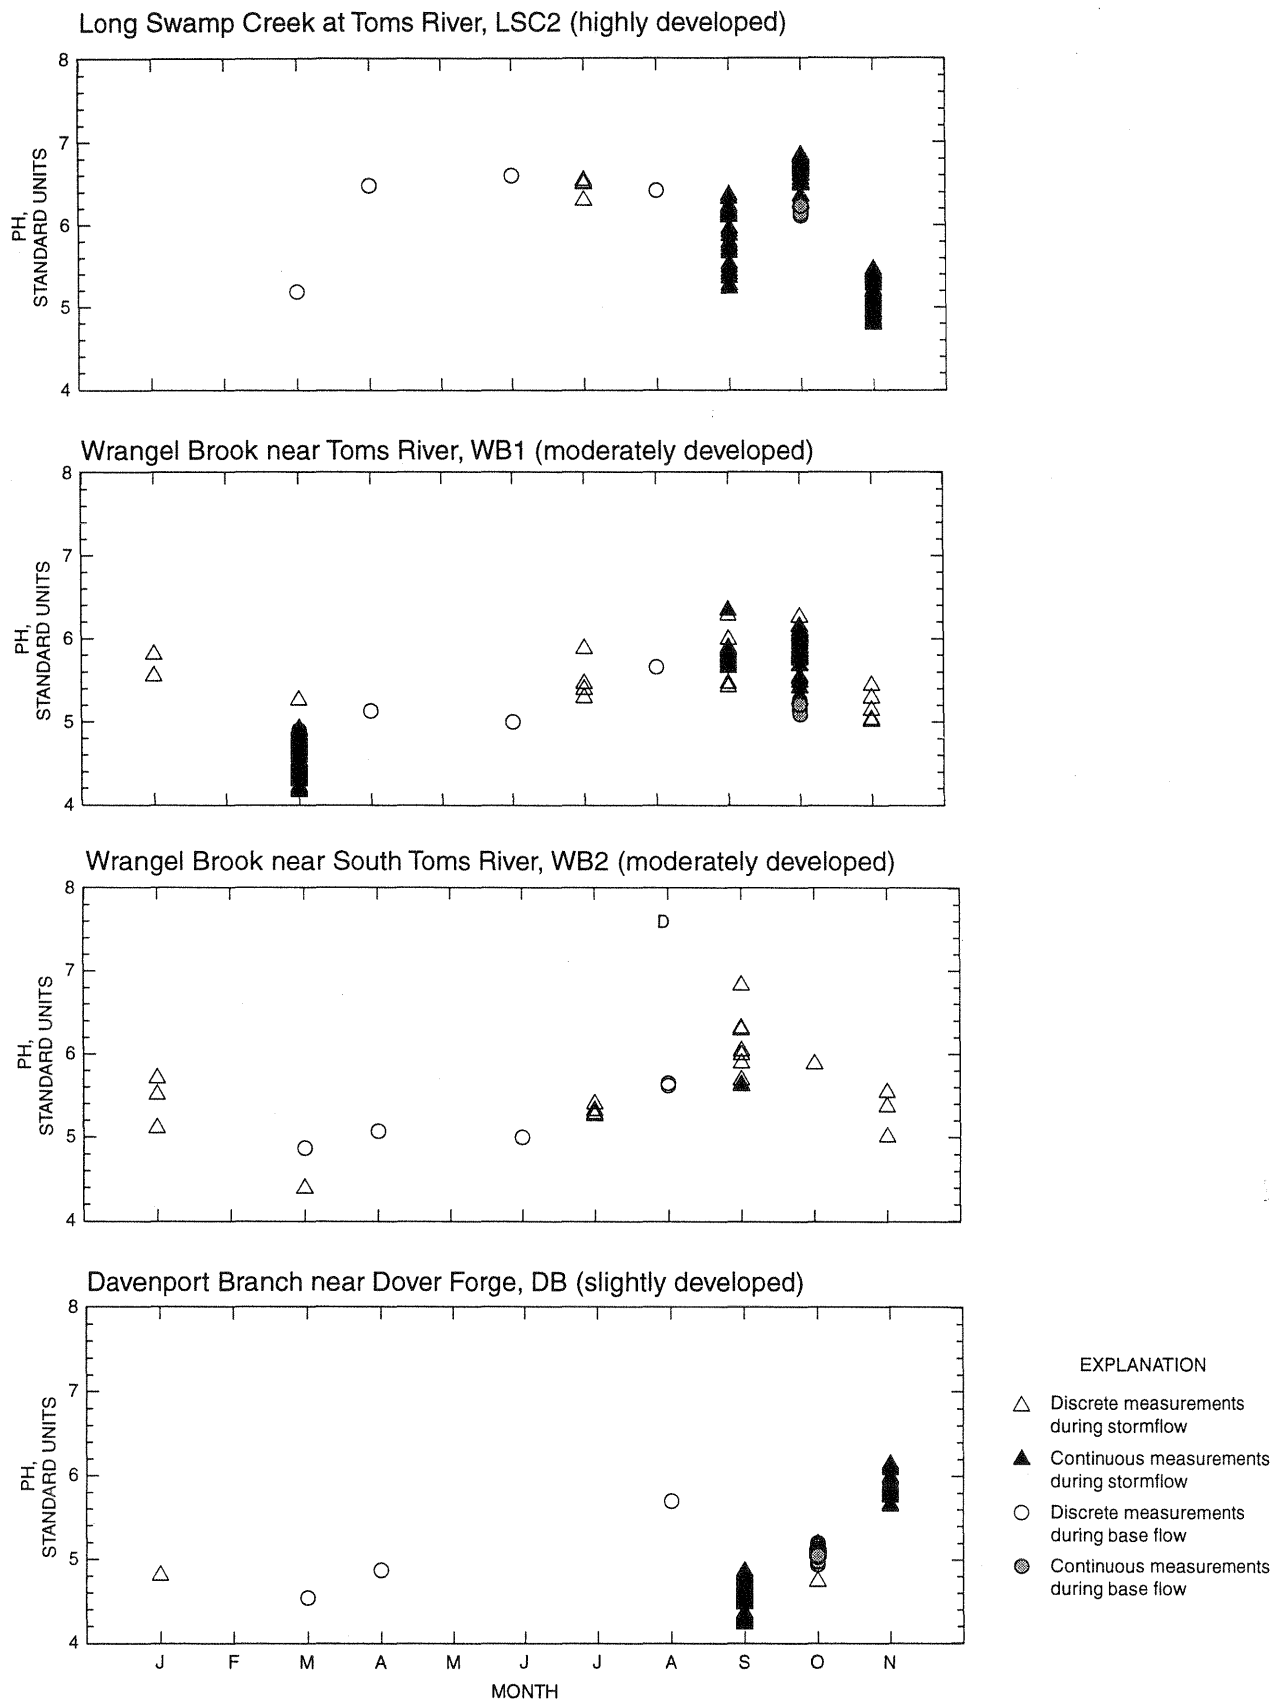 Long Swamp Creek at Toms River, LSC2 (highly developed)
8
7
6
5
4
PH,
STANDARD UNITS
Wrangel Brook near Toms River, WB1 (moderately developed)
8
7
6
5
4
PH,
STANDARD UNITS
Wrangel Brook near South Toms River, WB2 (moderately developed)
8
7
6
5
4
PH,
STANDARD UNITS
D
Davenport Branch near Dover Forge, DB (slightly developed)
8
7
6
5
4
PH,
STANDARD UNITS
J F M A M J J A S O N
MONTH
EXPLANATION
Discrete measurements
during stormflow
Continuous measurements
during stormflow
Discrete measurements
during base flow
Continuous measurements
during base flow